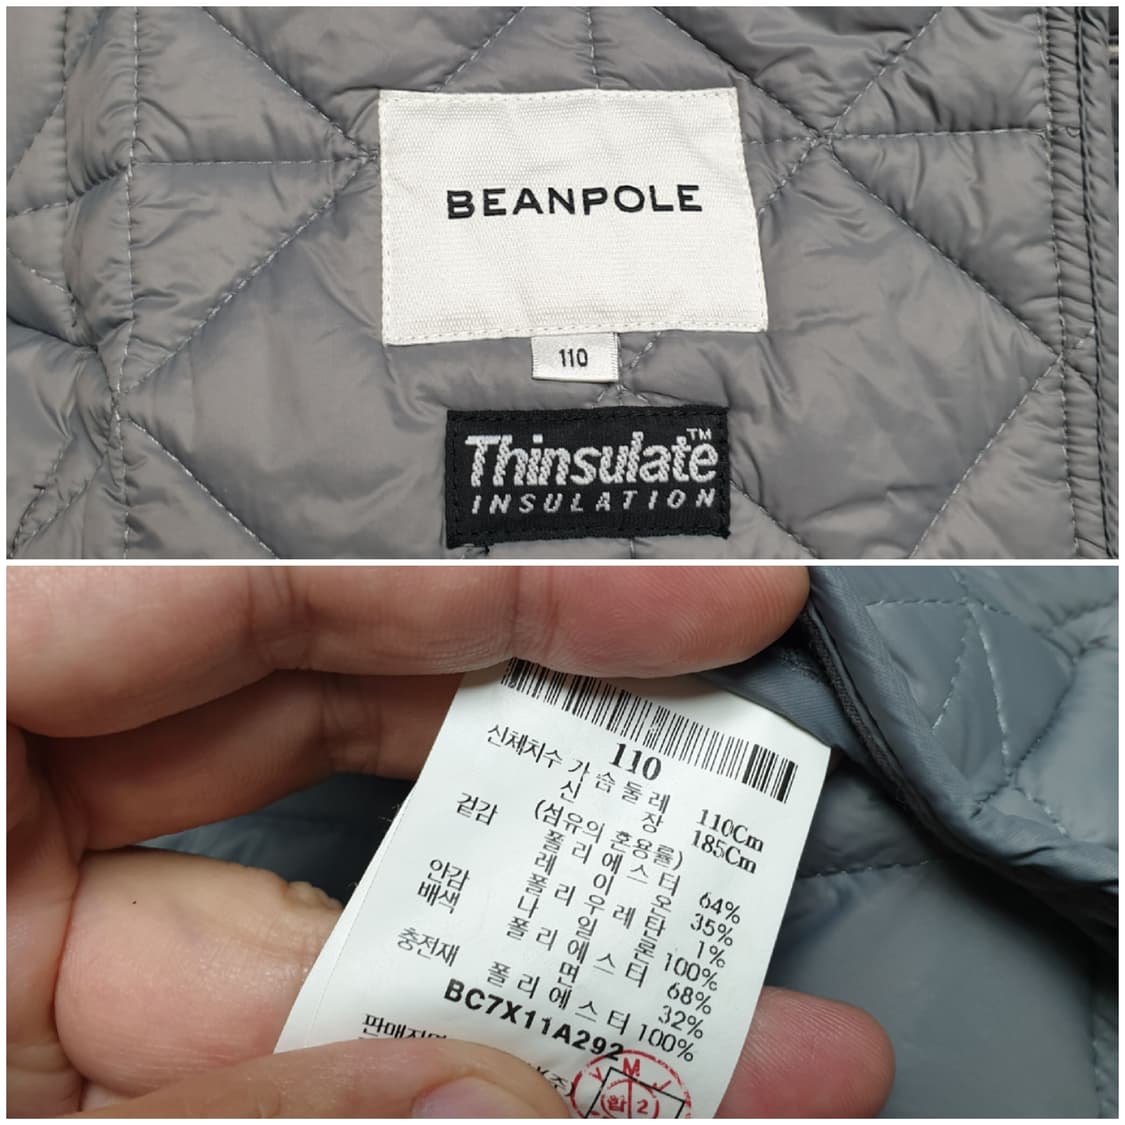 BEANPOLE
110
Thinsulate™
INSULATION
110
신체치수 가슴둘레 110Cm
신장 185Cm
(섬유의 혼용률)
겉감 폴리에스터 64%
레이온 35%
폴리우레탄 1%
안감 나일론 100%
배색 폴리에스터 68%
면 32%
충전재 폴리에스터 100%
BC7X11A292